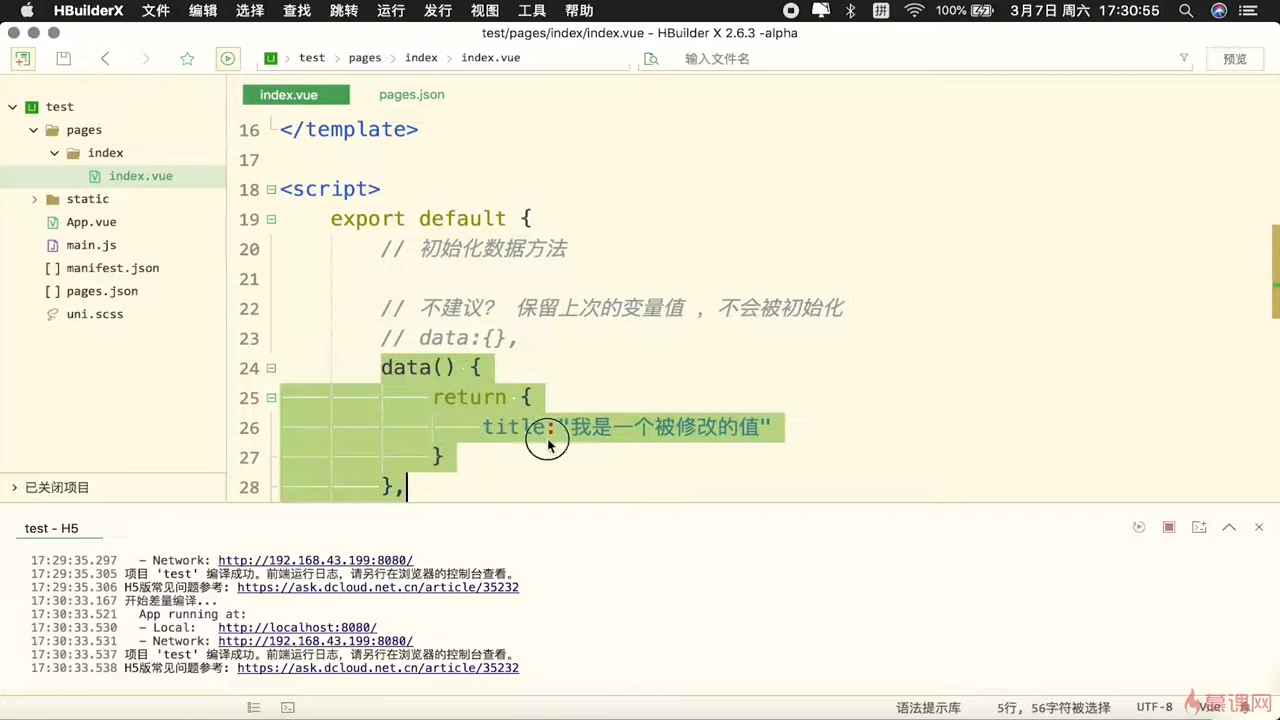 HBuilderX 文件 编辑 选择 查找 跳转 运行 发行 视图 工具 帮助 拼 100% 3月7日 周六 17:30:55
test/pages/index/index.vue - HBuilder X 2.6.3 -alpha
test pages index index.vue 输入文件名 预览
index.vue pages.json
test
pages
index
index.vue
static
App.vue
main.js
[ ] manifest.json
[ ] pages.json
uni.scss
已关闭项目
16 </template>
17
18 <script>
19 export default {
20 // 初始化数据方法
21
22 // 不建议? 保留上次的变量值 ,不会被初始化
23 // data:{},
24 data() {
25 return {
26 title:"我是一个被修改的值"
27 }
28 },
test - H5
17:29:35.297 - Network: http://192.168.43.199:8080/
17:29:35.305 项目 'test' 编译成功。前端运行日志，请另行在浏览器的控制台查看。
17:29:35.306 H5版常见问题参考: https://ask.dcloud.net.cn/article/35232
17:30:33.167 开始差量编译...
17:30:33.521 App running at:
17:30:33.530 - Local: http://localhost:8080/
17:30:33.531 - Network: http://192.168.43.199:8080/
17:30:33.537 项目 'test' 编译成功。前端运行日志，请另行在浏览器的控制台查看。
17:30:33.538 H5版常见问题参考: https://ask.dcloud.net.cn/article/35232
语法提示库 5行, 56字符被选择 UTF-8 Vue
慕课网